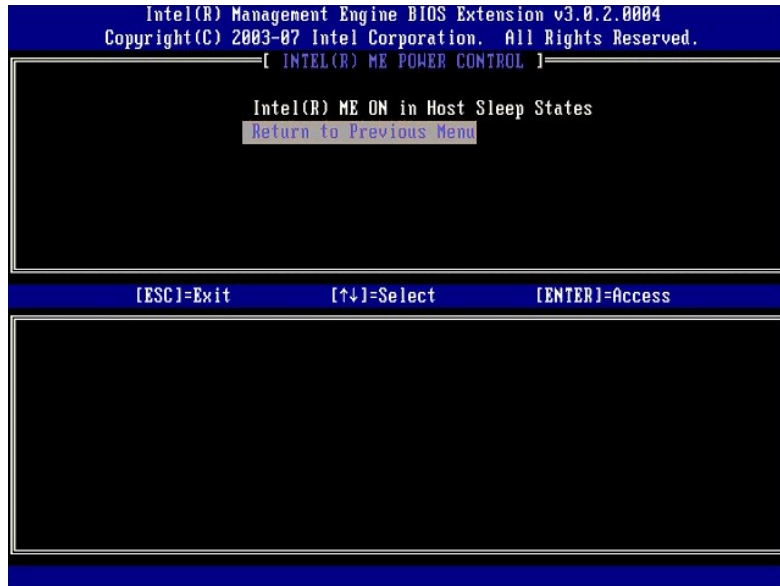 Intel(R) Management Engine BIOS Extension v3.0.2.0004
Copyright(C) 2003-07 Intel Corporation. All Rights Reserved.
[ INTEL(R) ME POWER CONTROL ]
Intel(R) ME ON in Host Sleep States
Return to Previous Menu
[ESC]=Exit [↑↓]=Select [ENTER]=Access